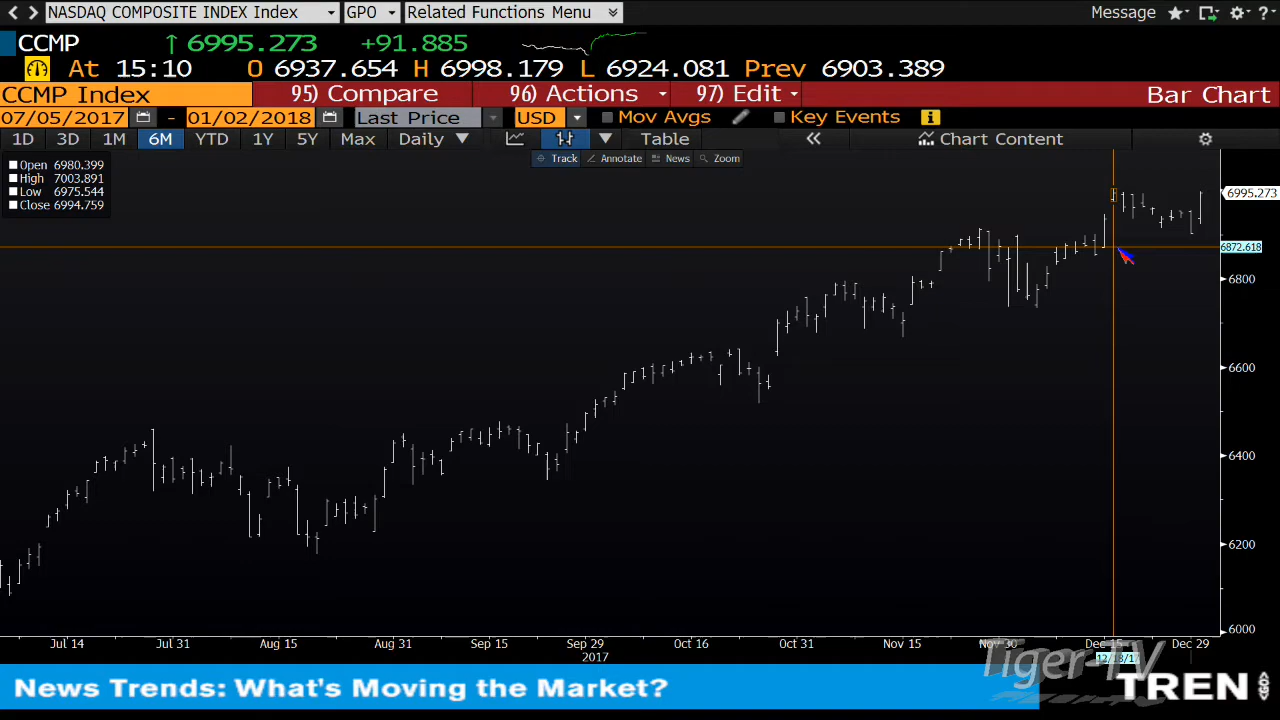 NASDAQ COMPOSITE INDEX Index GPO Related Functions Menu Message ?
CCMP ↑ 6995.273 +91.885
At 15:10 O 6937.654 H 6998.179 L 6924.081 Prev 6903.389
CCMP Index 95) Compare 96) Actions 97) Edit Bar Chart
07/05/2017 - 01/02/2018 Last Price USD Mov Avgs Key Events
1D 3D 1M 6M YTD 1Y 5Y Max Daily Table « Chart Content
Track Annotate News Zoom
Open 6980.399
High 7003.891
Low 6975.544
Close 6994.759
6995.273
6872.618
6800
6600
6400
6200
6000
Jul 14 Jul 31 Aug 15 Aug 31 Sep 15 Sep 29 Oct 16 Oct 31 Nov 15 Nov 30 Dec 15 Dec 29
2017
12/18/17
Tiger-TV
News Trends: What's Moving the Market?
TREN